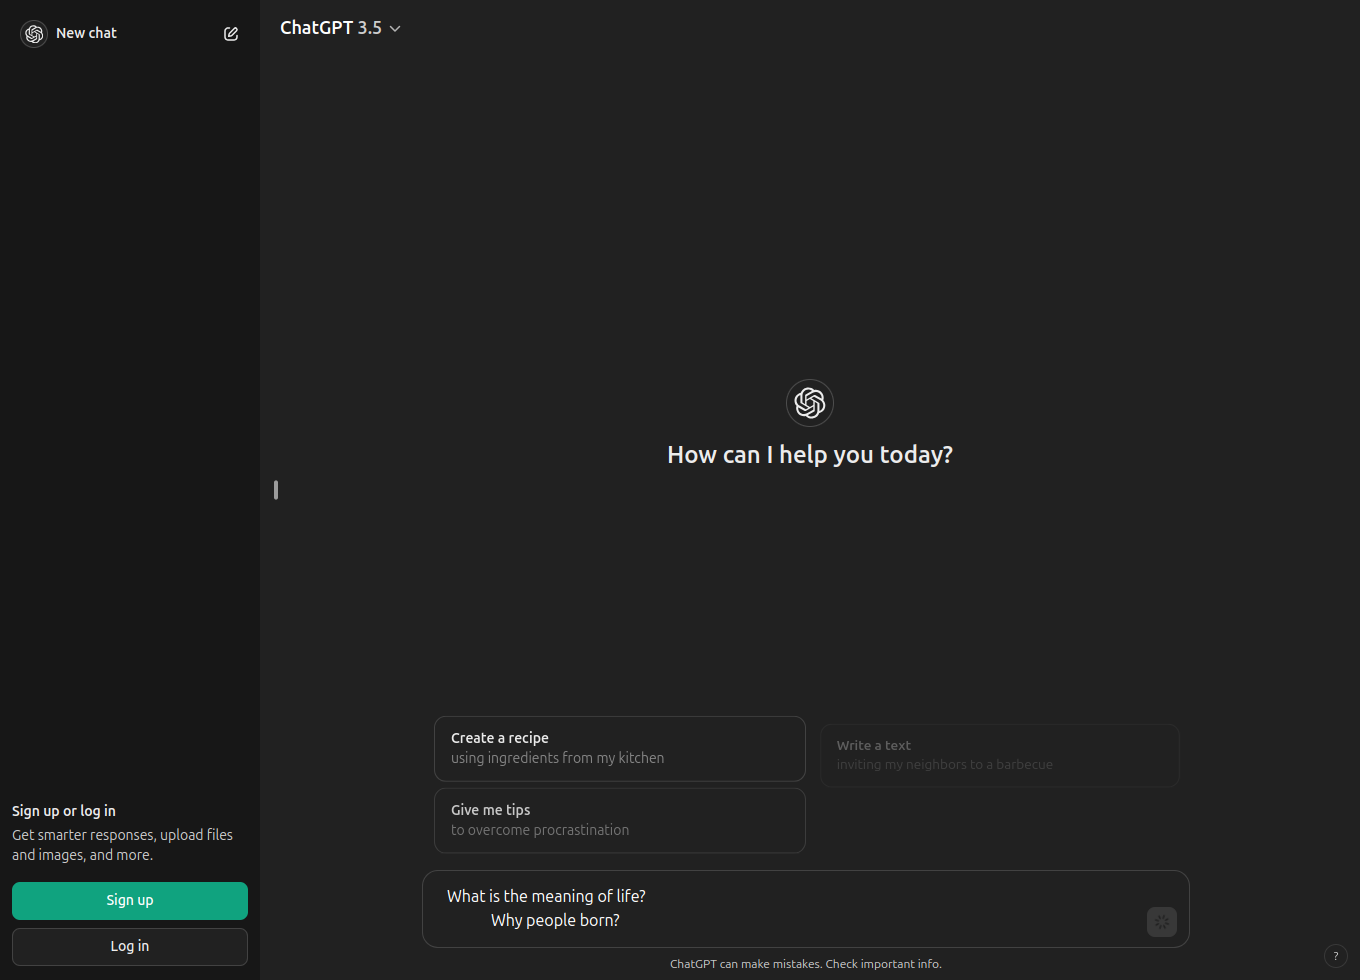 New chat
ChatGPT 3.5
How can I help you today?
Create a recipe
using ingredients from my kitchen
Write a text
inviting my neighbors to a barbecue
Give me tips
to overcome procrastination
Sign up or log in
Get smarter responses, upload files
and images, and more.
Sign up
Log in
What is the meaning of life?
Why people born?
ChatGPT can make mistakes. Check important info.
?